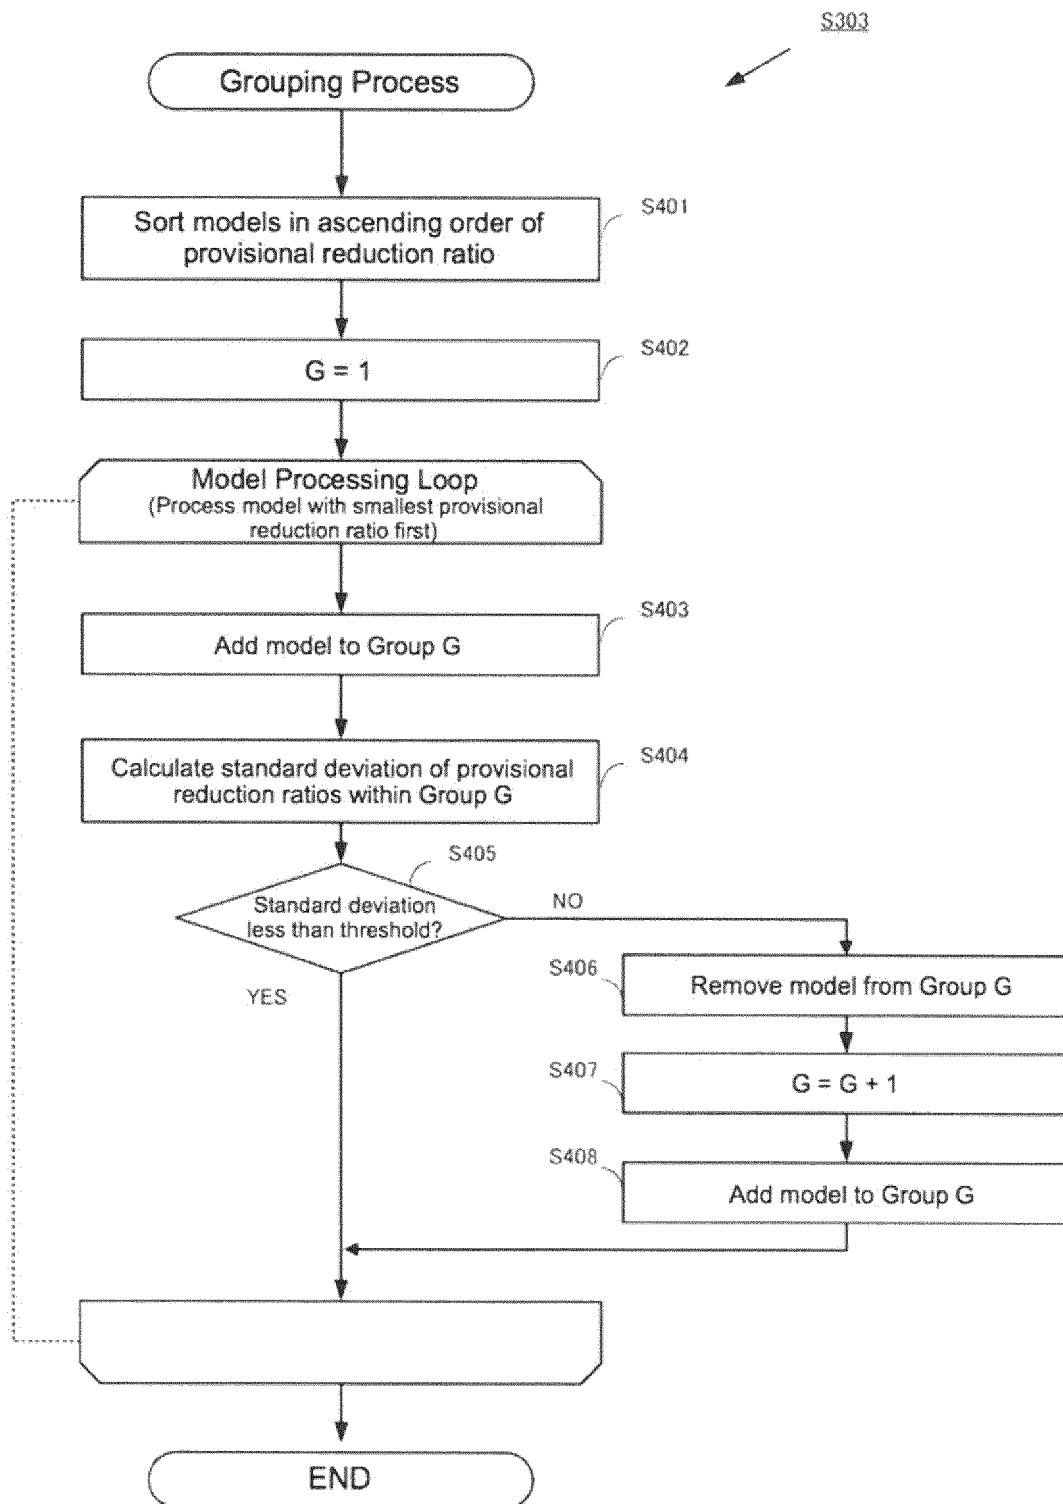 S303
Grouping Process
S401
Sort models in ascending order of
provisional reduction ratio
S402
G = 1
Model Processing Loop
(Process model with smallest provisional
reduction ratio first)
S403
Add model to Group G
S404
Calculate standard deviation of provisional
reduction ratios within Group G
S405
Standard deviation
less than threshold?
NO
YES
S406
Remove model from Group G
S407
G = G + 1
S408
Add model to Group G
END